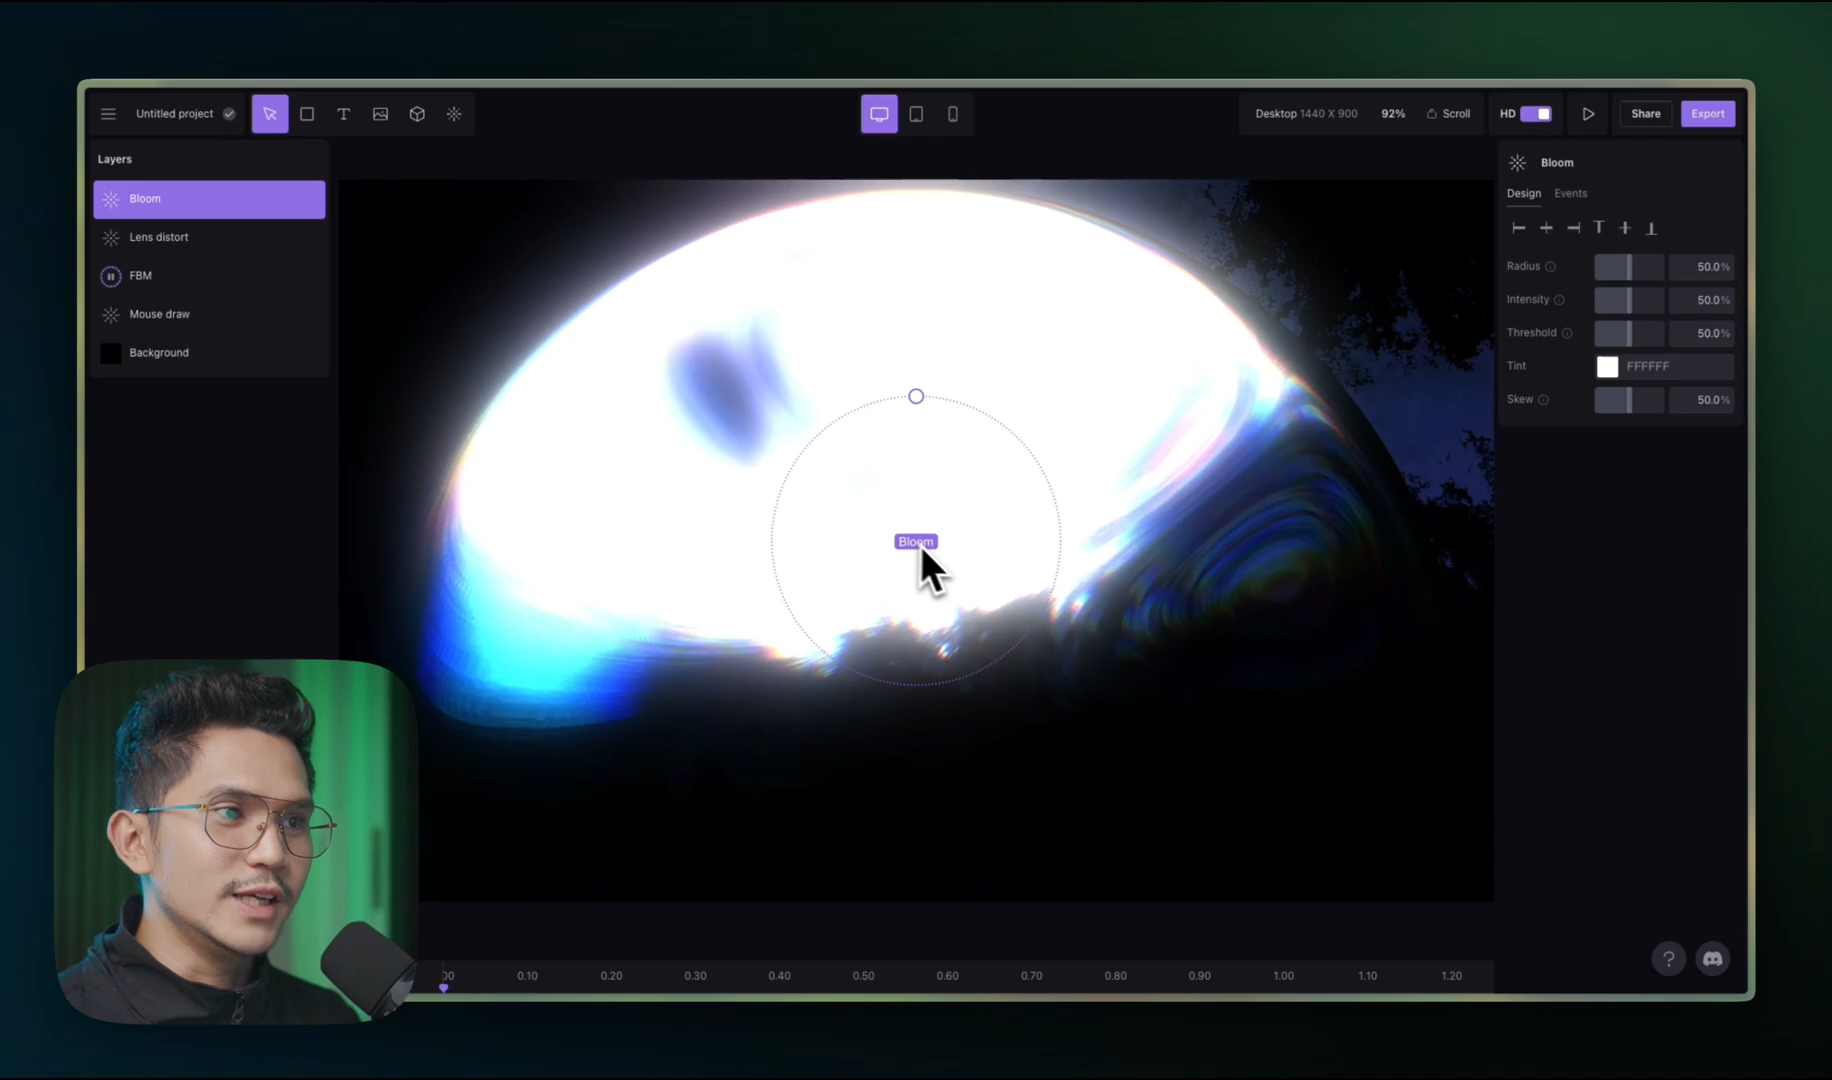 Untitled project
T
Desktop 1440 X 900 92% Scroll
HD
Share
Export
Layers
Bloom
Lens distort
FBM
Mouse draw
Background
Bloom
Bloom
Design Events
Radius 50.0%
Intensity 50.0%
Threshold 50.0%
Tint FFFFFF
Skew 50.0%
?
00 0.10 0.20 0.30 0.40 0.50 0.60 0.70 0.80 0.90 1.00 1.10 1.20